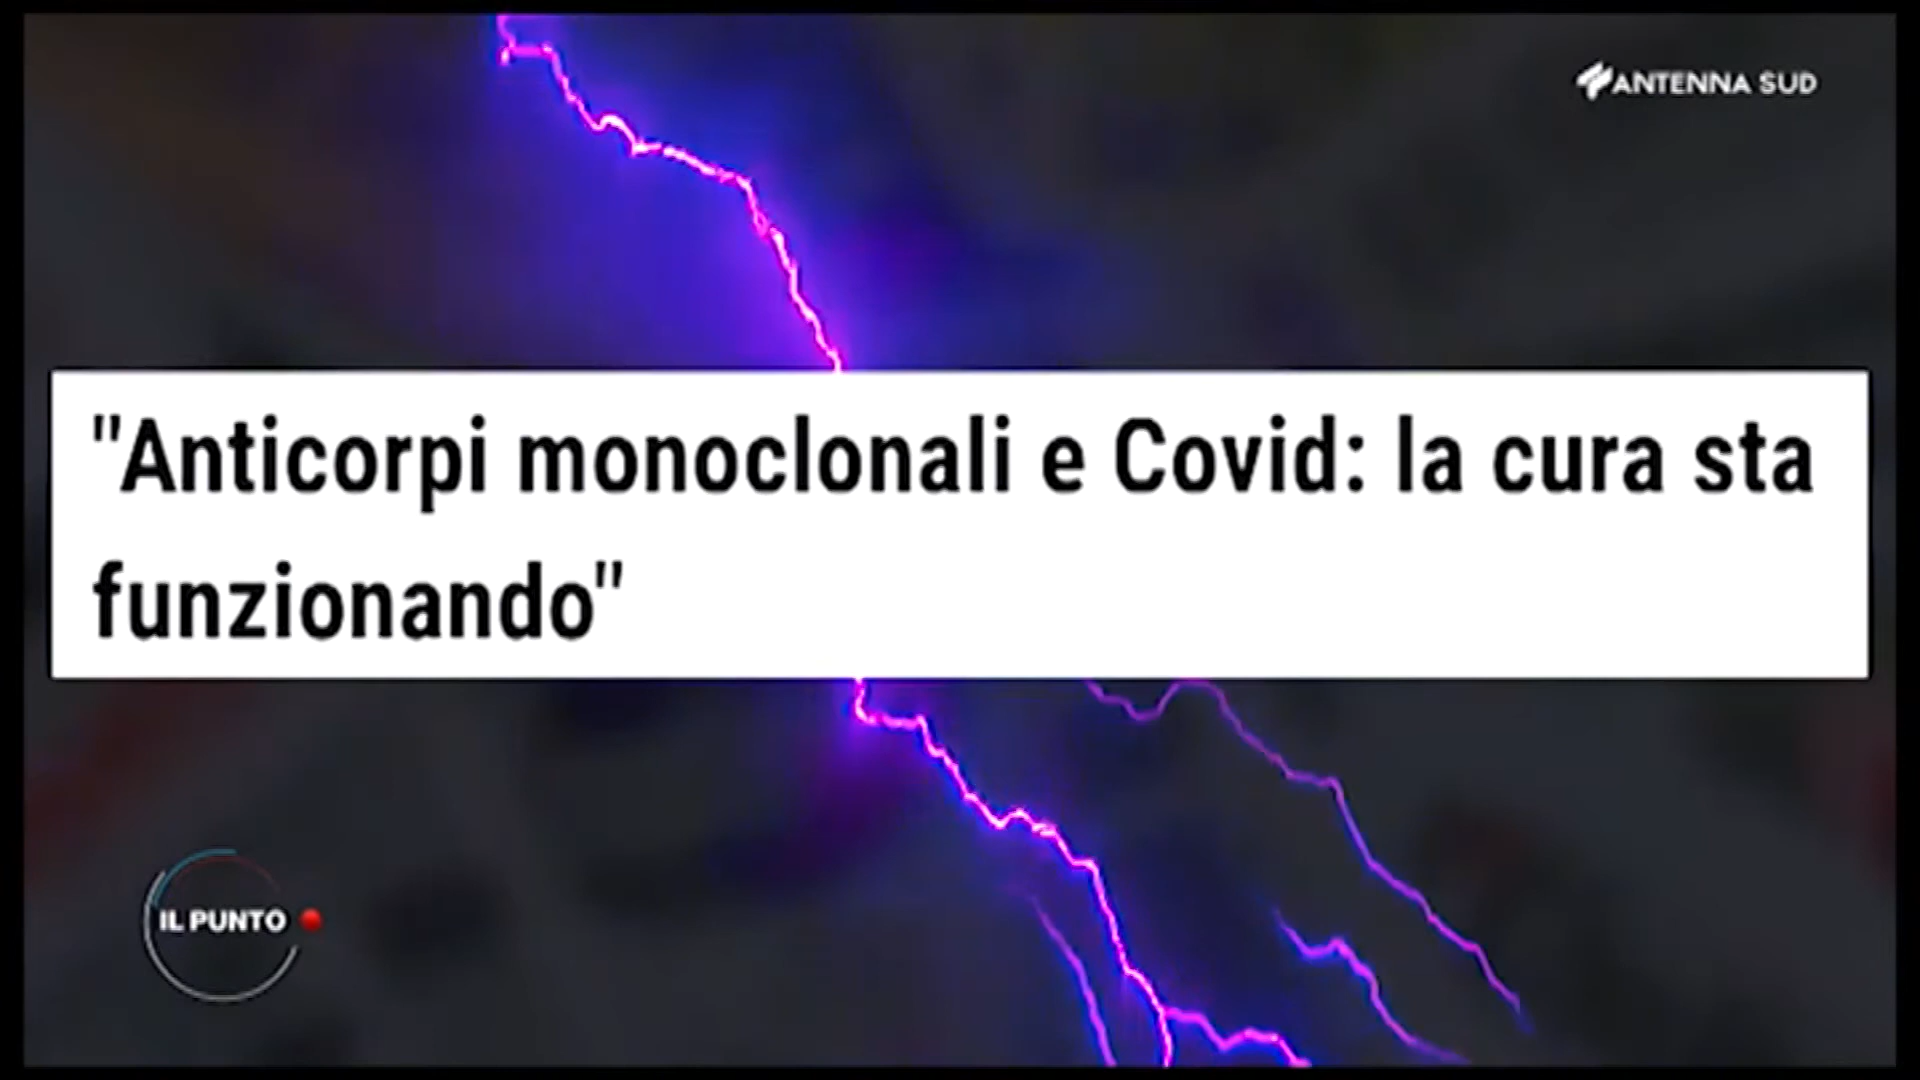 ANTENNA SUD
"Anticorpi monoclonali e Covid: la cura sta
funzionando"
IL PUNTO